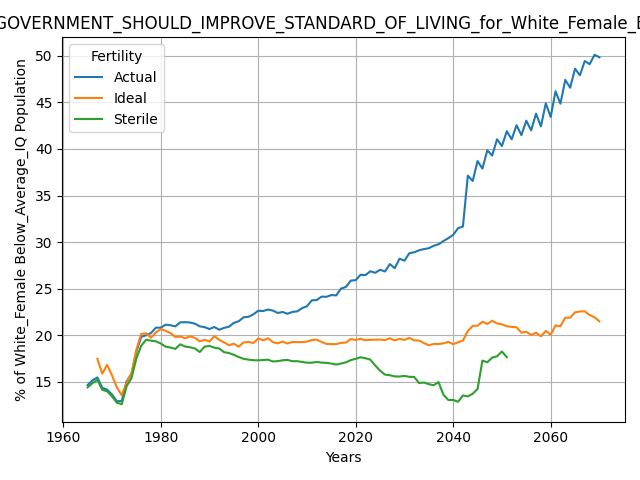 GOVERNMENT_SHOULD_IMPROVE_STANDARD_OF_LIVING_for_White_Female_
Fertility
Actual
Ideal
Sterile
% of White_Female Below_Average_IQ Population
50
45
40
35
30
25
20
15
1960 1980 2000 2020 2040 2060
Years